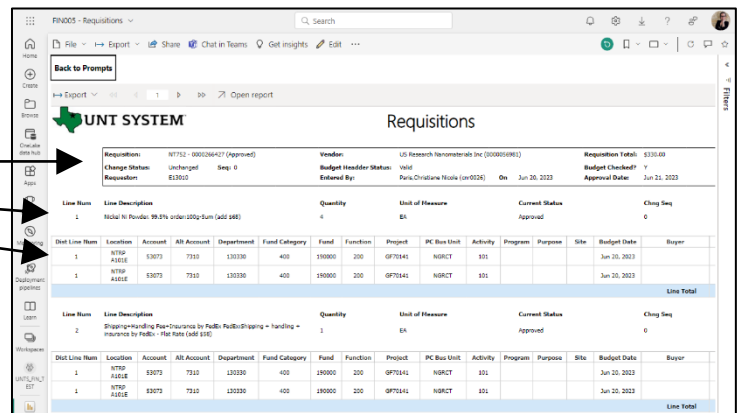 FIN005 - Requisitions
Search
File Export Share Chat in Teams Get insights Edit ...
Home
Create
Browse
OneLake data hub
Apps
Deployment pipelines
Learn
Workspaces
UNTS_FIN_TEST
Back to Prompts
Filters
Export 1 Open report
UNT SYSTEM
Requisitions
Requisition: NT752 - 0000266427 (Approved) Vendor: US Research Nanomaterials Inc (0000056981) Requisition Total: $330.00
Change Status: Unchanged Seq: 0 Budget Headder Status: Valid Budget Checked? Y
Requestor: E13010 Entered By: Paris,Christiane Nicole On Jun 20, 2023 Approval Date: Jun 21, 2023
Line Num Line Description Quantity Unit of Measure Current Status Chng Seq
1 Nickel Ni Powder, 99.9% order:100g-5um (add $68) 4 EA Approved 0
Dist Line Num Location Account Alt Account Department Fund Category Fund Function Project PC Bus Unit Activity Program Purpose Site Budget Date Buyer
1 NTRP A101E 53073 7310 130330 400 190000 200 GF70141 NGRCT 101 Jun 20, 2023
1 NTRP A101E 53073 7310 130330 400 190000 200 GF70141 NGRCT 101 Jun 20, 2023
Line Total
Line Num Line Description Quantity Unit of Measure Current Status Chng Seq
2 Shipping+Handling Fee+Insurance by FedEx FedEx:Shipping + handling + insurance by FedEx - Flat Rate (add $58) 1 EA Approved 0
Dist Line Num Location Account Alt Account Department Fund Category Fund Function Project PC Bus Unit Activity Program Purpose Site Budget Date Buyer
1 NTRP A101E 53073 7310 130330 400 190000 200 GF70141 NGRCT 101 Jun 20, 2023
1 NTRP A101E 53073 7310 130330 400 190000 200 GF70141 NGRCT 101 Jun 20, 2023
Line Total